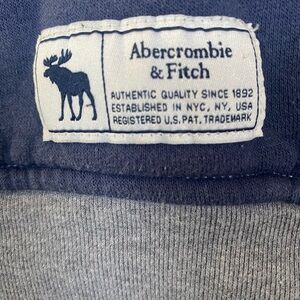 Abercrombie
& Fitch
AUTHENTIC QUALITY SINCE 1892
ESTABLISHED IN NYC, NY, USA
REGISTERED U.S. PAT. TRADEMARK